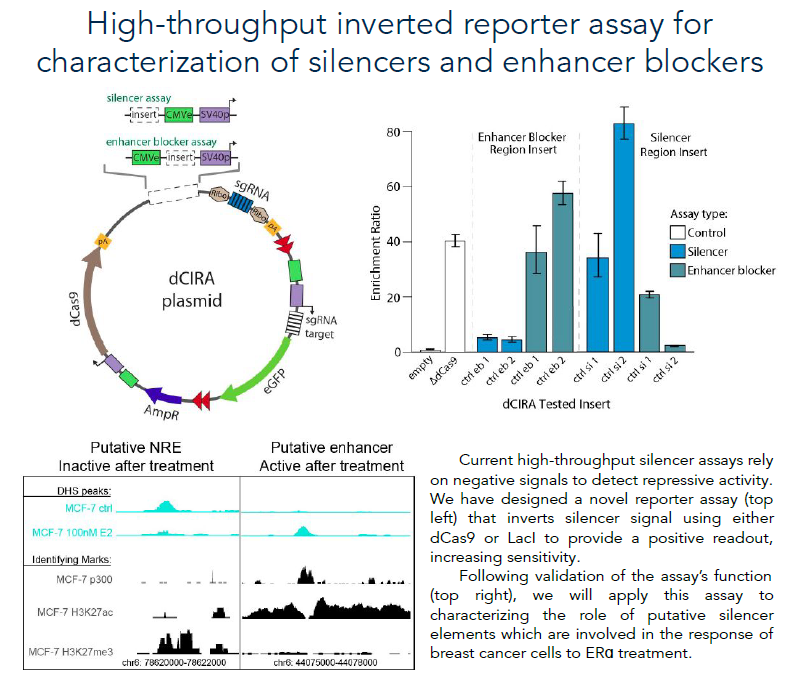 High-throughput inverted reporter assay for
characterization of silencers and enhancer blockers
silencer assay
insert CMVe SV40p
enhancer blocker assay
CMVe insert SV40p
Ribo sgRNA Ribo pA
pA
dCas9
dCIRA
plasmid
sgRNA
target
eGFP
AmpR
Enrichment Ratio
80
60
40
20
0
Enhancer Blocker
Region Insert
Silencer
Region Insert
Assay type:
Control
Silencer
Enhancer blocker
empty
ΔdCas9
ctrl eb 1
ctrl eb 2
ctrl eb 1
ctrl eb 2
ctrl si 1
ctrl si 2
ctrl si 1
ctrl si 2
dCIRA Tested Insert
Putative NRE
Inactive after treatment
Putative enhancer
Active after treatment
DHS peaks:
MCF-7 ctrl
MCF-7 100nM E2
Identifying Marks:
MCF-7 p300
MCF-7 H3K27ac
MCF-7 H3K27me3
chr6: 78620000-78622000
chr6: 44075000-44078000
Current high-throughput silencer assays rely
on negative signals to detect repressive activity.
We have designed a novel reporter assay (top
left) that inverts silencer signal using either
dCas9 or LacI to provide a positive readout,
increasing sensitivity.
Following validation of the assay's function
(top right), we will apply this assay to
characterizing the role of putative silencer
elements which are involved in the response of
breast cancer cells to ERα treatment.